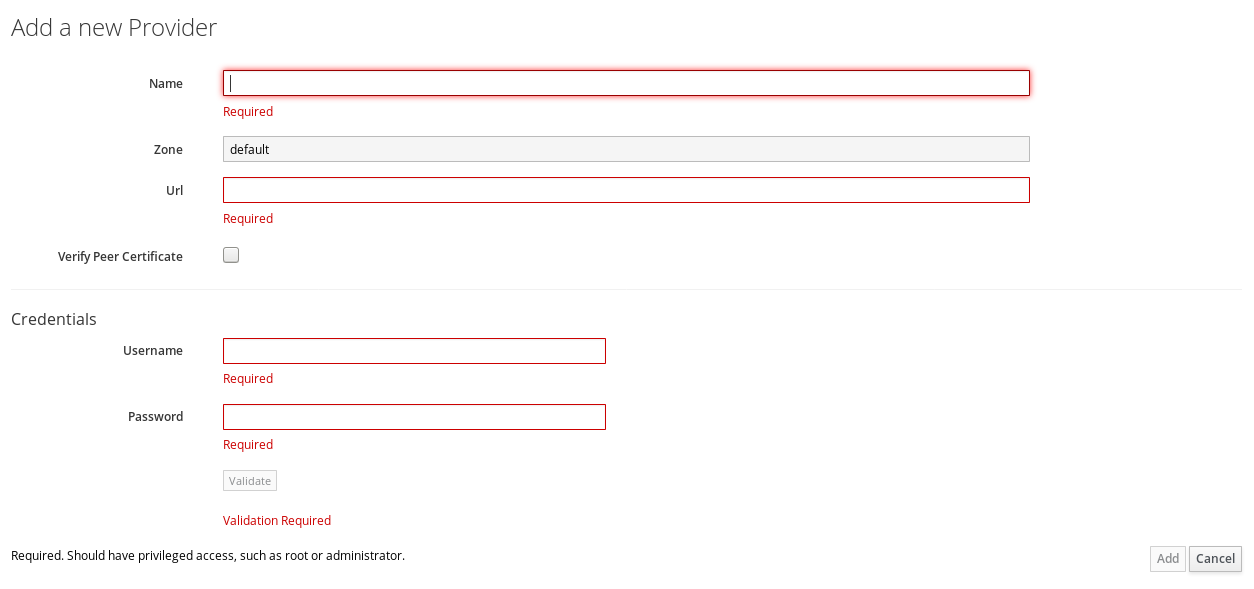 Add a new Provider
Name
Required
Zone default
Url
Required
Verify Peer Certificate
Credentials
Username
Required
Password
Required
Validate
Validation Required
Required. Should have privileged access, such as root or administrator.
Add Cancel